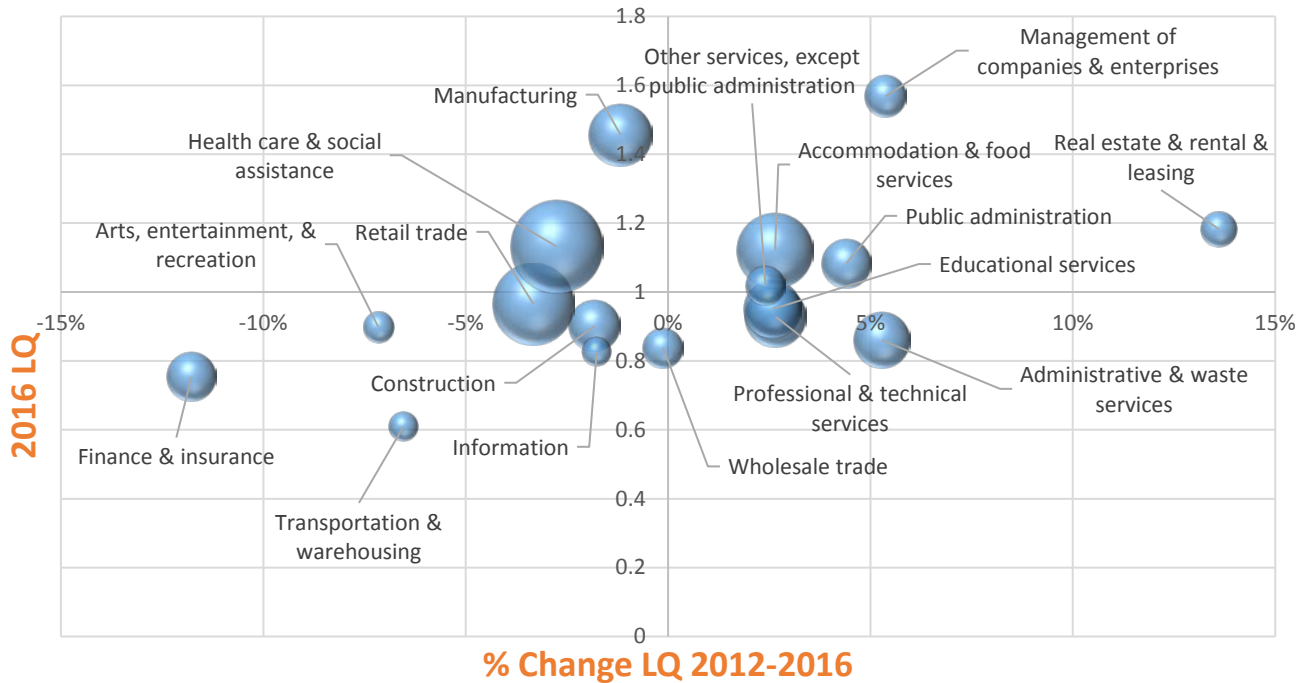 1.8
Management of
companies & enterprises
Other services, except
public administration
1.6
Manufacturing
Health care & social
assistance
1.4
Accommodation & food
services
Real estate & rental &
leasing
1.2
Arts, entertainment, &
recreation
Retail trade
Public administration
Educational services
1
-15%
-10%
-5%
0%
5%
10%
15%
0.8
Construction
Professional & technical
services
Administrative & waste
services
Information
Finance & insurance
0.6
Wholesale trade
0.4
Transportation &
warehousing
0.2
0
2016 LQ
% Change LQ 2012-2016